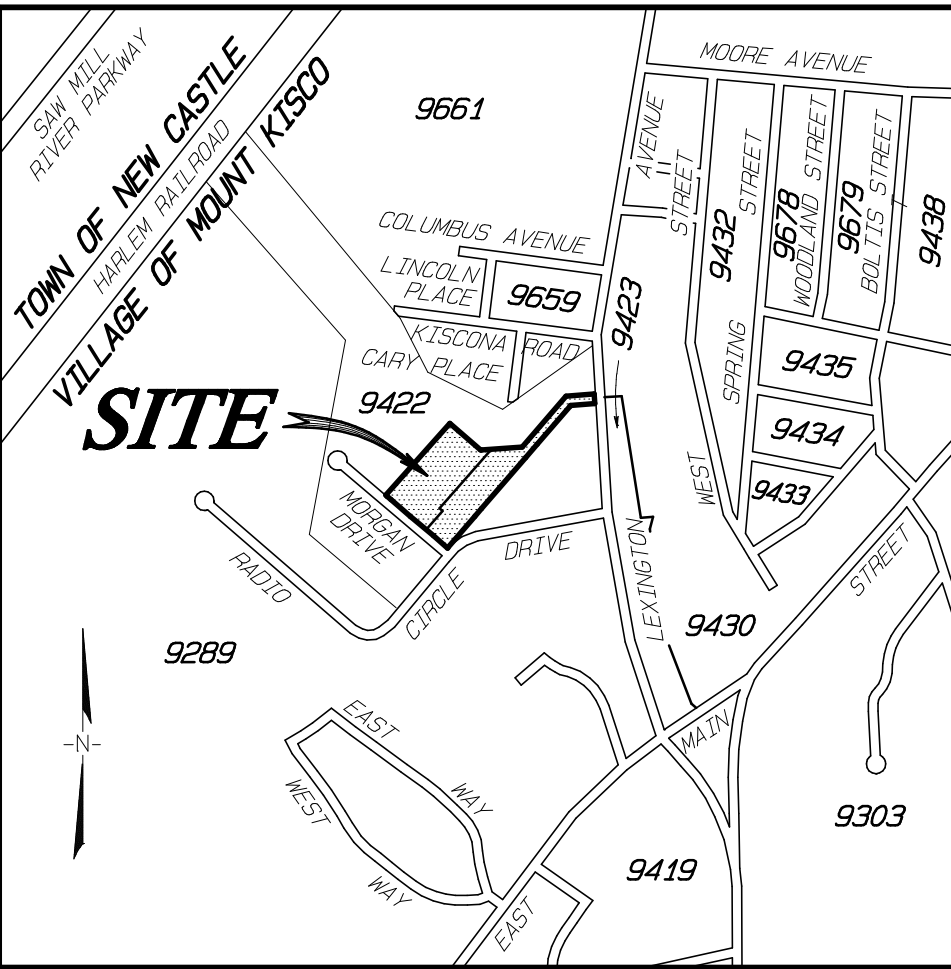 SAW MILL
RIVER PARKWAY
TOWN OF NEW CASTLE
HARLEM RAILROAD
VILLAGE OF MOUNT KISCO
9661
MOORE AVENUE
AVENUE
STREET
9432
STREET
9678
WOODLAND STREET
9679
BOLTIS STREET
9438
COLUMBUS AVENUE
LINCOLN
PLACE
9659
9423
KISCONA ROAD
CARY PLACE
9422
SITE
SPRING
9435
9434
9433
WEST
MORGAN
DRIVE
RADIO
CIRCLE
DRIVE
LEXINGTON
STREET
9430
9289
-N-
EAST
WAY
WEST
WAY
MAIN
9303
9419
EAST